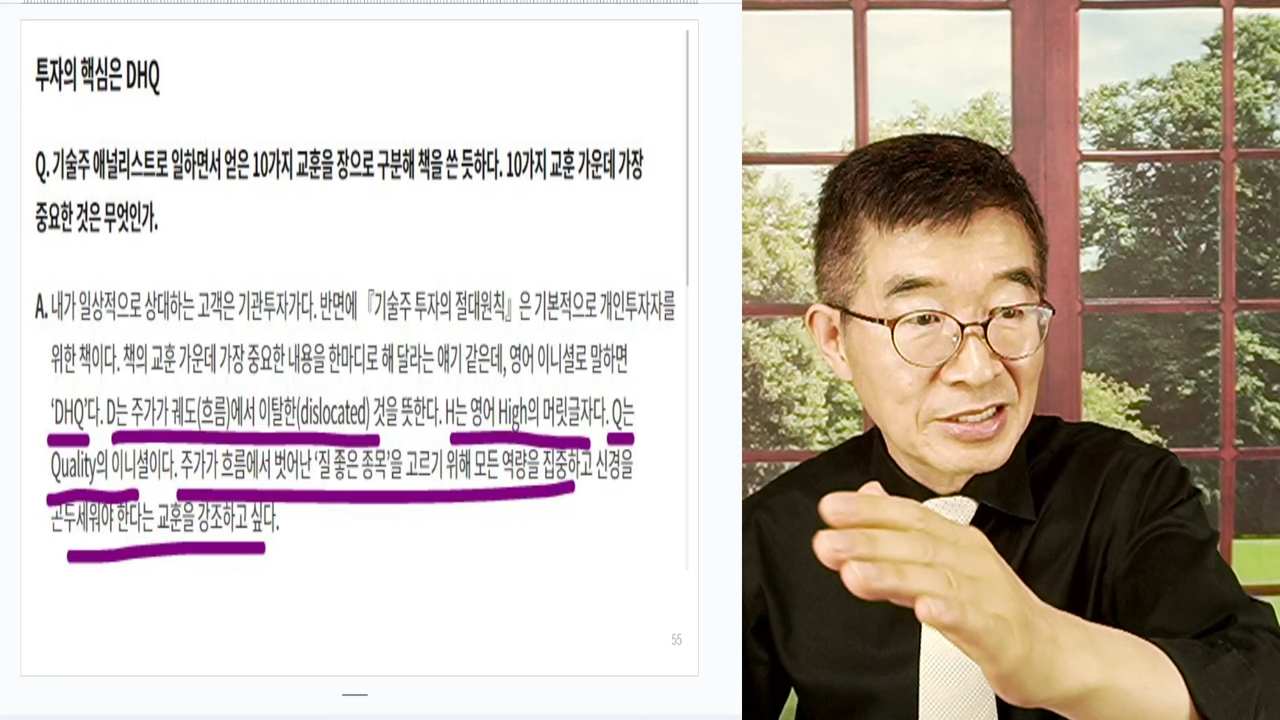 투자의 핵심은 DHQ
Q. 기술주 애널리스트로 일하면서 얻은 10가지 교훈을 장으로 구분해 책을 쓴 듯하다. 10가지 교훈 가운데 가장
중요한 것은 무엇인가.
A. 내가 일상적으로 상대하는 고객은 기관투자가다. 반면에 『기술주 투자의 절대원칙』은 기본적으로 개인투자자를
위한 책이다. 책의 교훈 가운데 가장 중요한 내용을 한마디로 해 달라는 얘기 같은데, 영어 이니셜로 말하면
‘DHQ’다. D는 주가가 궤도(흐름)에서 이탈한(dislocated) 것을 뜻한다. H는 영어 High의 머릿글자다. Q는
Quality의 이니셜이다. 주가가 흐름에서 벗어난 ‘질 좋은 종목’을 고르기 위해 모든 역량을 집중하고 신경을
곤두세워야 한다는 교훈을 강조하고 싶다.
55